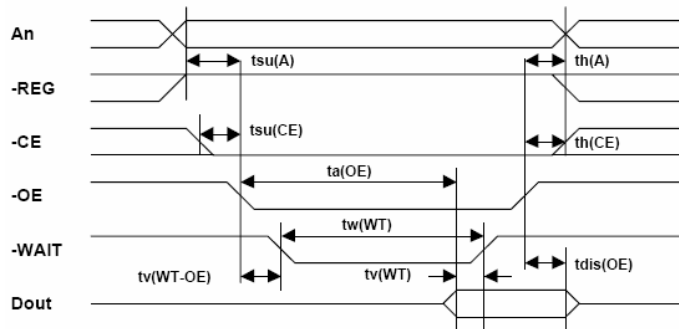 An
tsu(A)
th(A)
-REG
tsu(CE)
-CE
th(CE)
ta(OE)
-OE
tw(WT)
-WAIT
tv(WT-OE)
tv(WT)
tdis(OE)
Dout